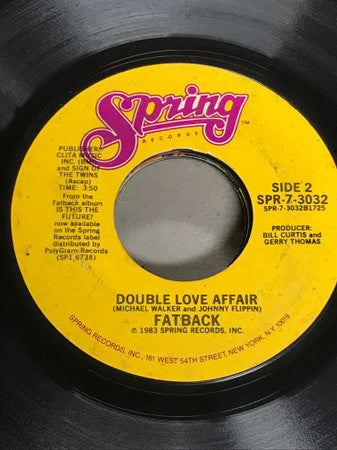 Spring™
RECORDS
PUBLISHER:
CLITA MUSIC
INC. (BMI)
and SIGN OF
THE TWINS
(Ascap)
TIME: 3:50
From the
Fatback album
IS THIS THE
FUTURE?
available now
on the Spring
Records label
distributed by
PolyGram Records
(SP1 6738)
SIDE 2
SPR-7-3032
SPR-7-3032B1725
PRODUCER:
BILL CURTIS and
GERRY THOMAS
DOUBLE LOVE AFFAIR
(MICHAEL WALKER and JOHNNY FLIPPIN)
FATBACK
℗ 1983 SPRING RECORDS, INC.
SPRING RECORDS, INC., 161 WEST 54TH STREET, NEW YORK, N.Y. 10019